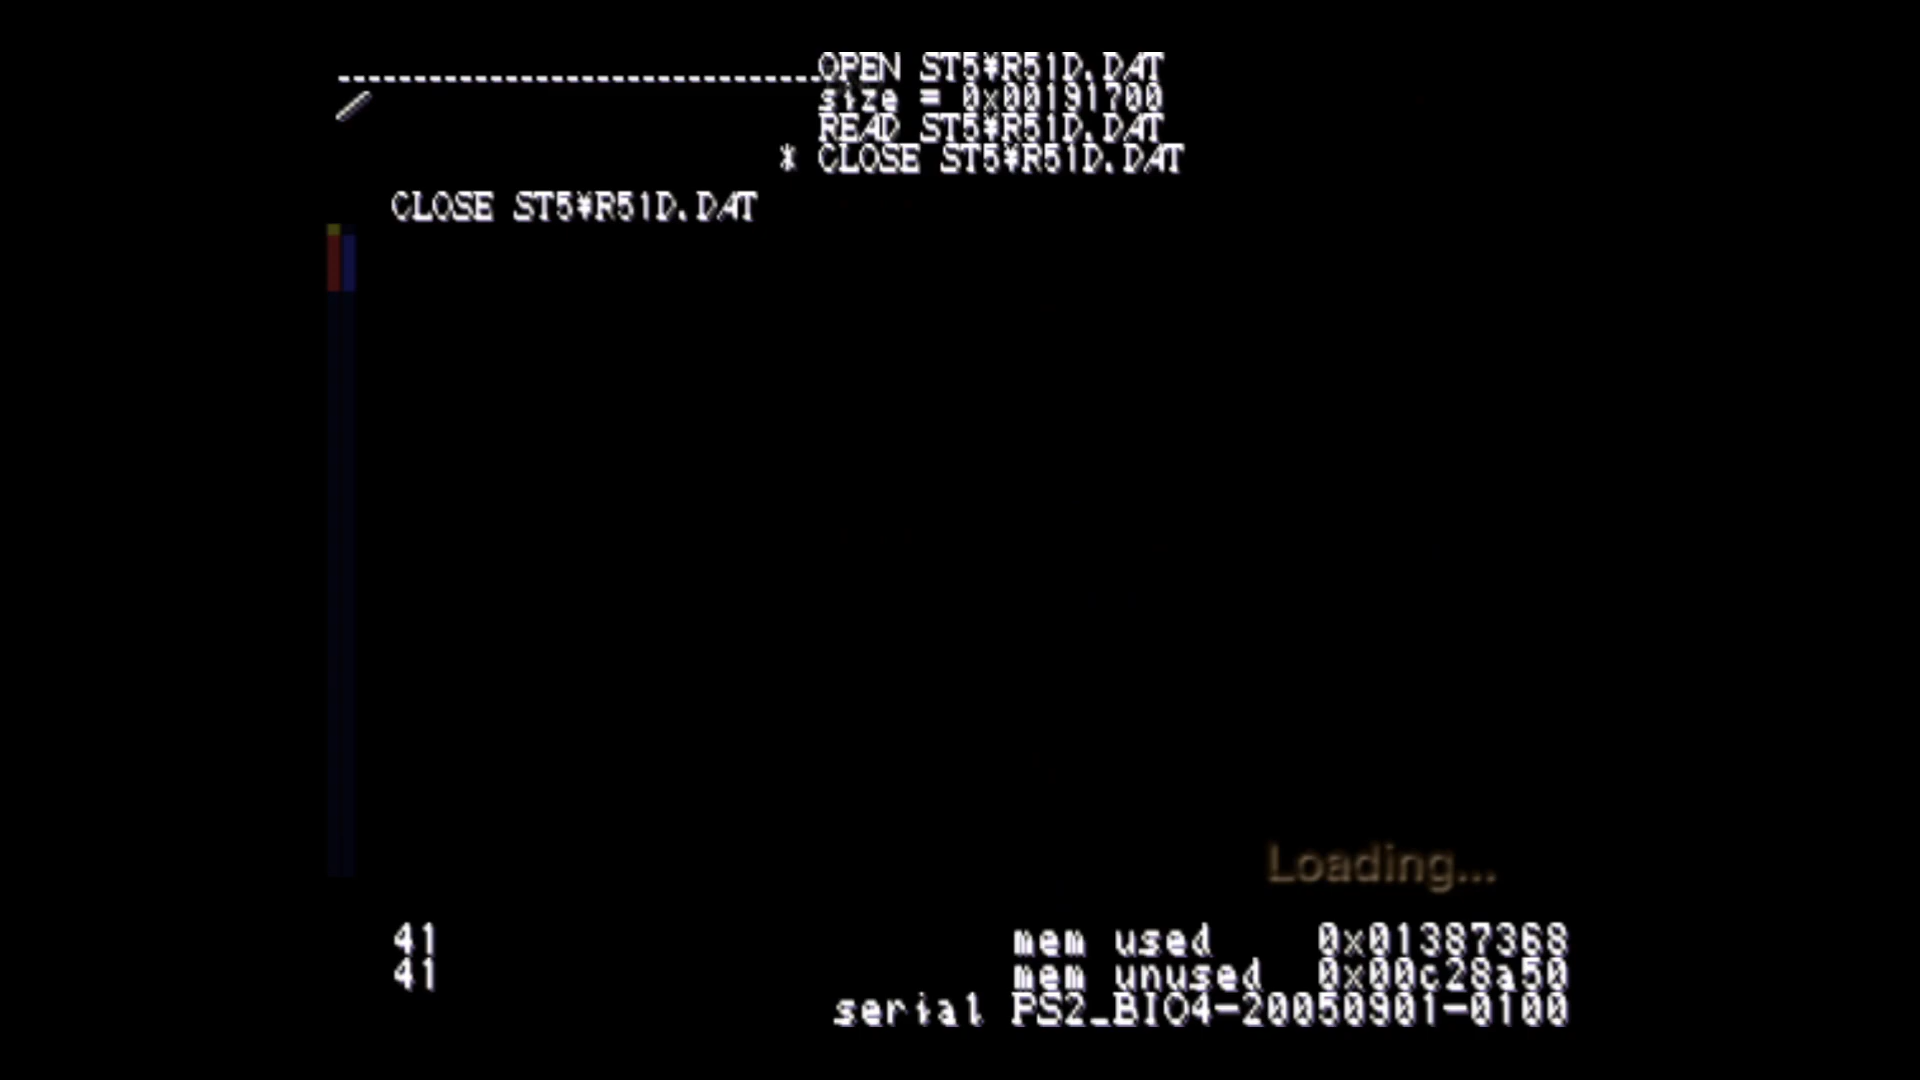 OPEN ST5¥R51D.DAT
size = 0x00191700
READ ST5¥R51D.DAT
* CLOSE ST5¥R51D.DAT
CLOSE ST5¥R51D.DAT
Loading...
41
mem used 0x01387368
41
mem unused 0x00c28a50
serial PS2_BIO4-20050901-0100